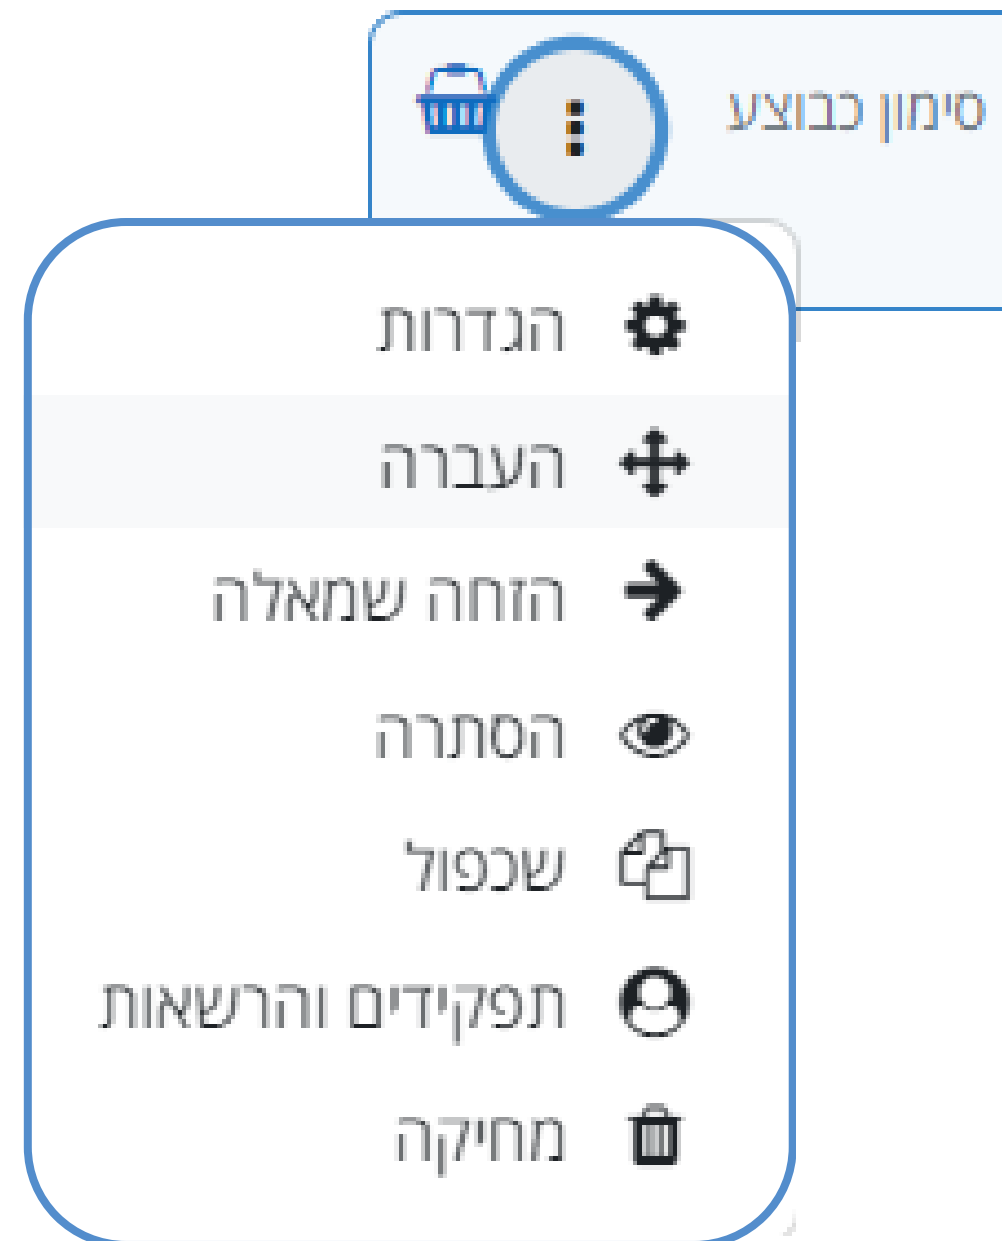 סימון כבוצע
הגדרות
העברה
הזחה שמאלה
הסתרה
שכפול
תפקידים והרשאות
מחיקה